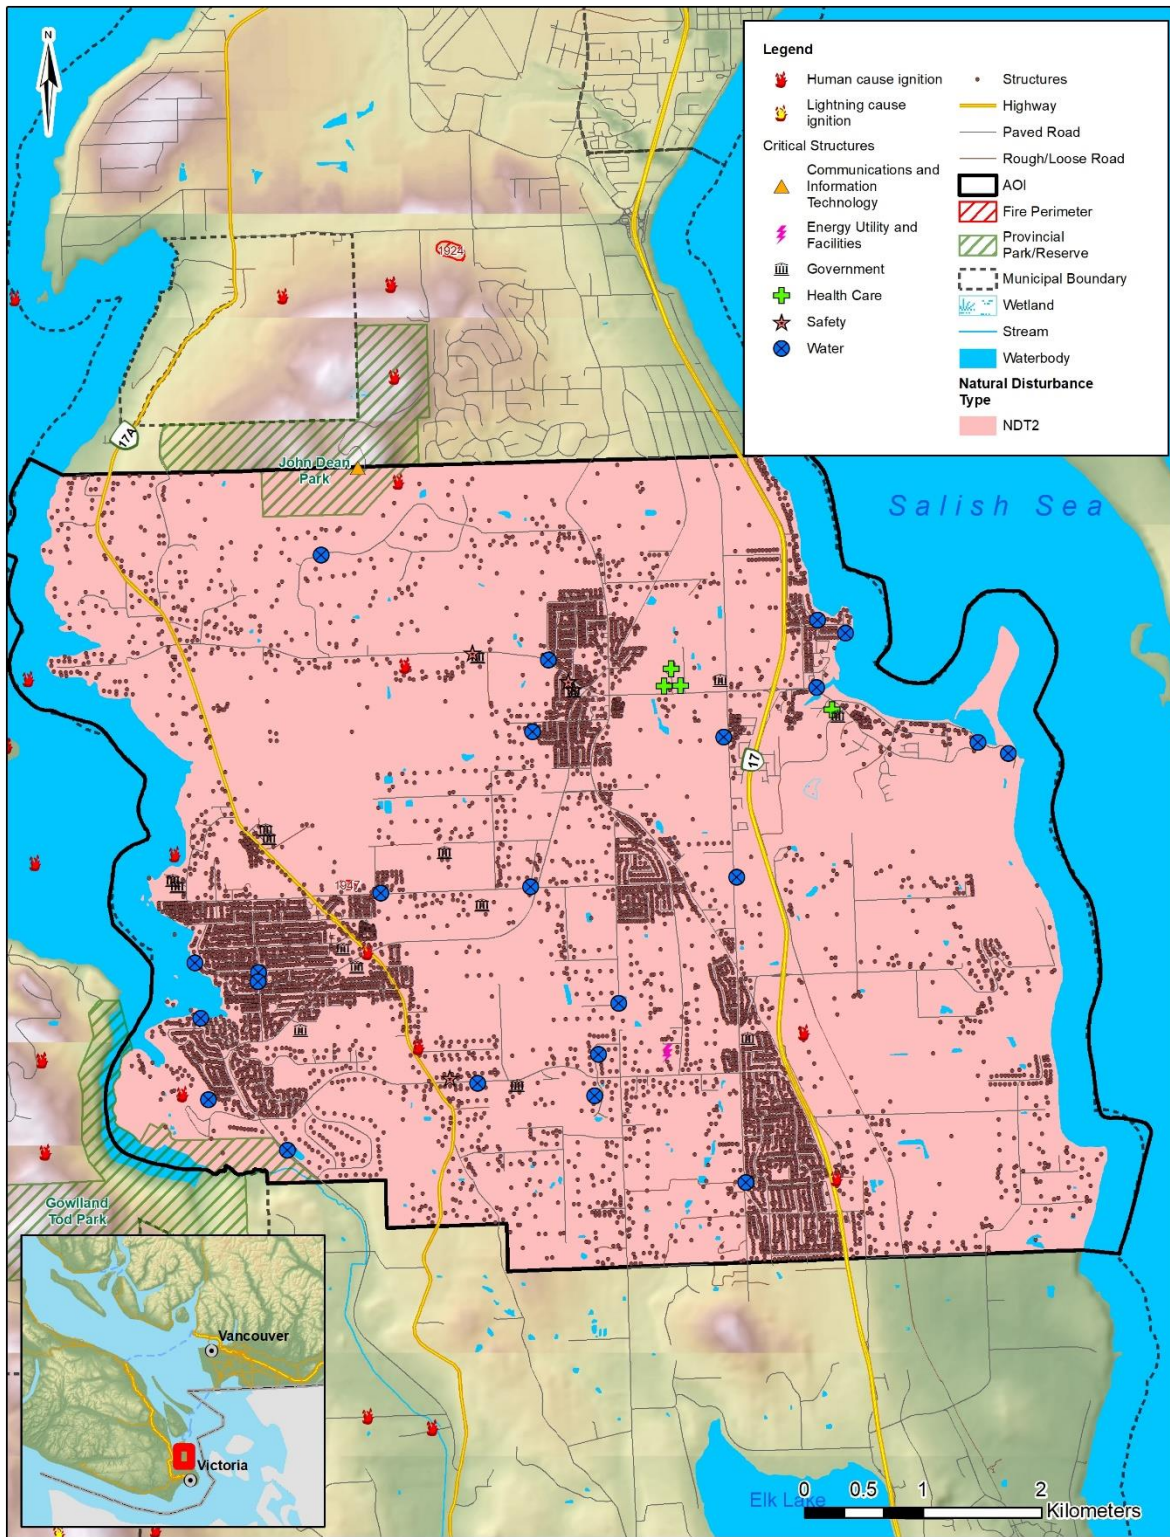 N
Legend
Human cause ignition
Lightning cause
ignition
Critical Structures
Communications and
Information
Technology
Energy Utility and
Facilities
Government
Health Care
Safety
Water
Structures
Highway
Paved Road
Rough/Loose Road
AOI
Fire Perimeter
Provincial
Park/Reserve
Municipal Boundary
Wetland
Stream
Waterbody
Natural Disturbance
Type
NDT2
1924
17A
John Dean
Park
Salish Sea
17
1947
Gowlland
Tod Park
Vancouver
Victoria
Elk Lake
0 0.5 1 2
Kilometers